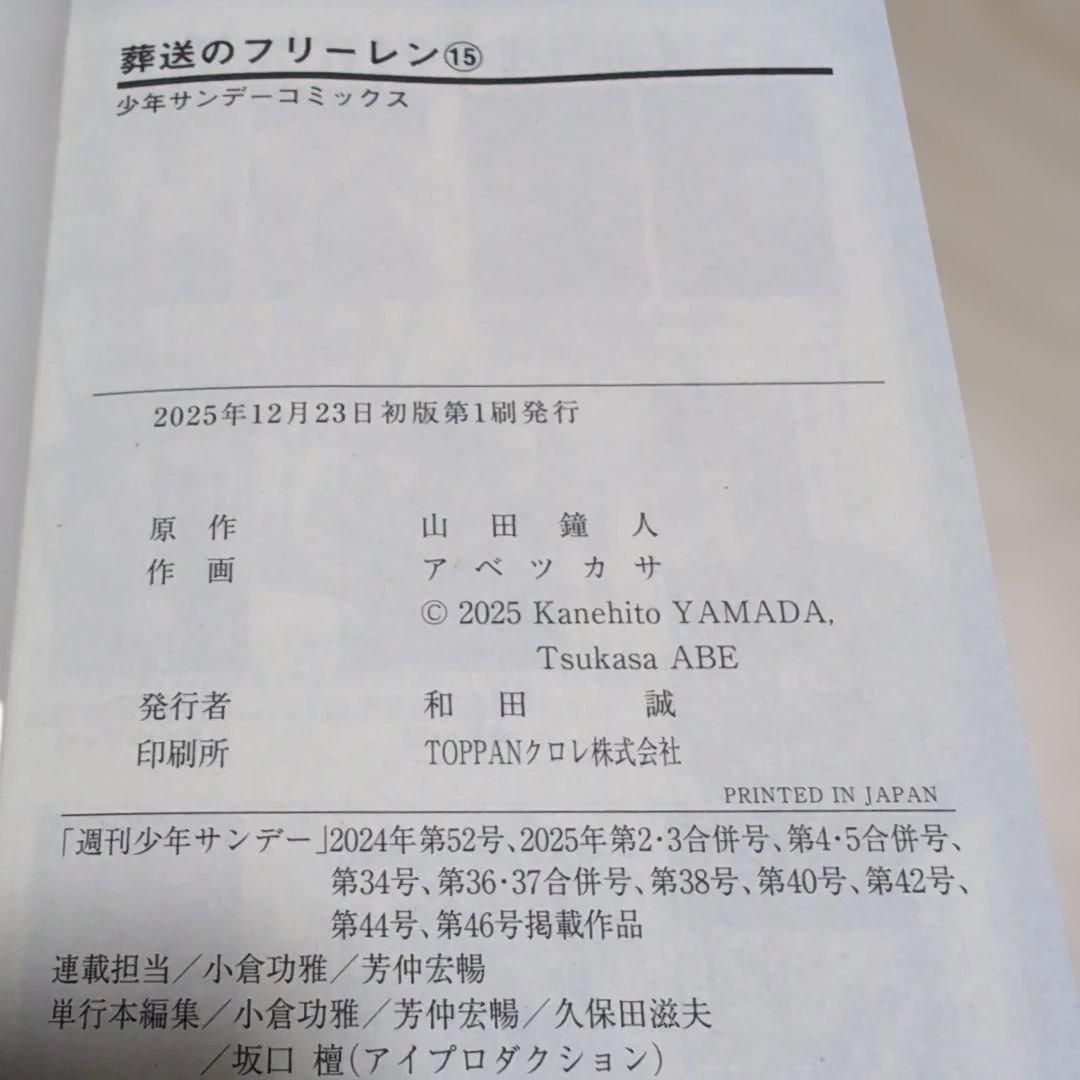 葬送のフリーレン⑮
少年サンデーコミックス
2025年12月23日初版第1刷発行
原作 山田鐘人
作画 アベツカサ
© 2025 Kanehito YAMADA,
Tsukasa ABE
発行者 和田 誠
印刷所 TOPPANクロレ株式会社
PRINTED IN JAPAN
「週刊少年サンデー」2024年第52号、2025年第2・3合併号、第4・5合併号、
第34号、第36・37合併号、第38号、第40号、第42号、
第44号、第46号掲載作品
連載担当／小倉功雅／芳仲宏暢
単行本編集／小倉功雅／芳仲宏暢／久保田滋夫
／坂口 檀(アイプロダクション)